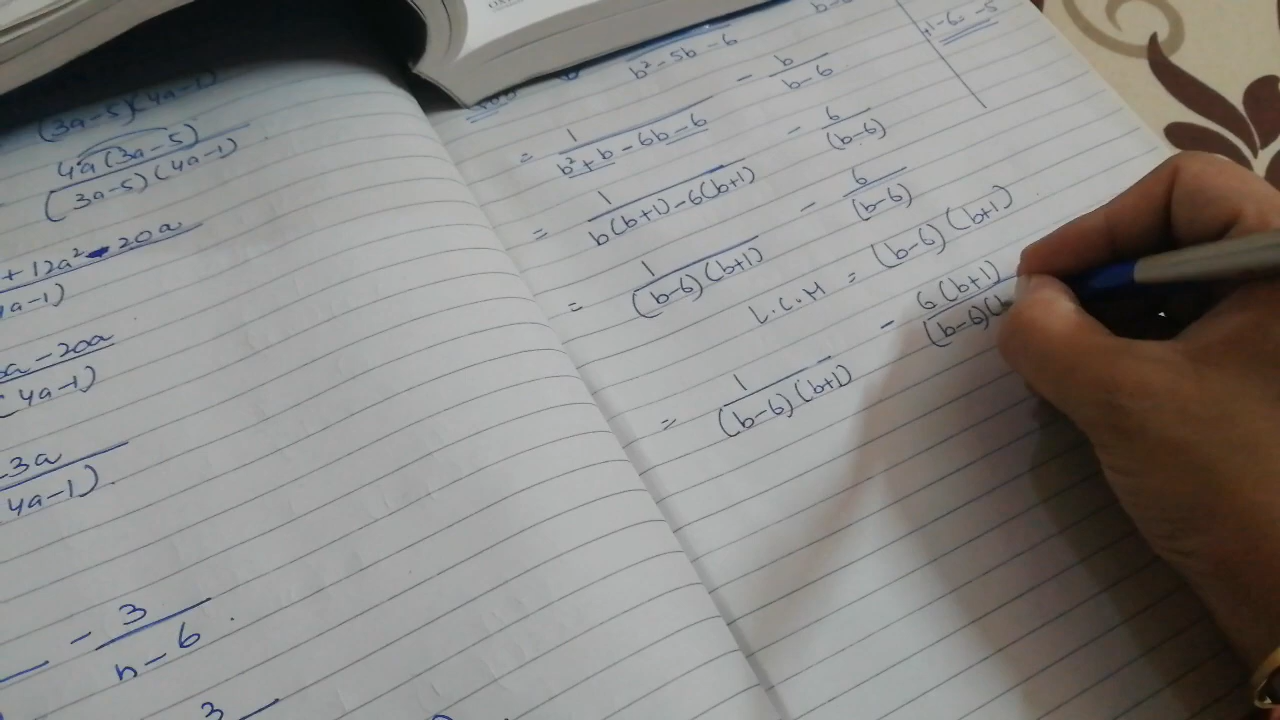 (3a-5)(4a-1)
4a(3a-5)
(3a-5)(4a-1)
+ 12a² - 20a
a-1)
a - 20a
(4a-1)
-3a
4a-1).
- 3
n-6
3
b² - 5b - 6
= 1 / (b² + b - 6b - 6) - b / (b-6)
= 1 / (b(b+1) - 6(b+1)) - 6 / (b-6)
= 1 / ((b-6)(b+1)) - 6 / (b-6)
L.C.M = (b-6)(b+1)
= 1 / ((b-6)(b+1)) - 6(b+1) / ((b-6)(b
+1-6=-5